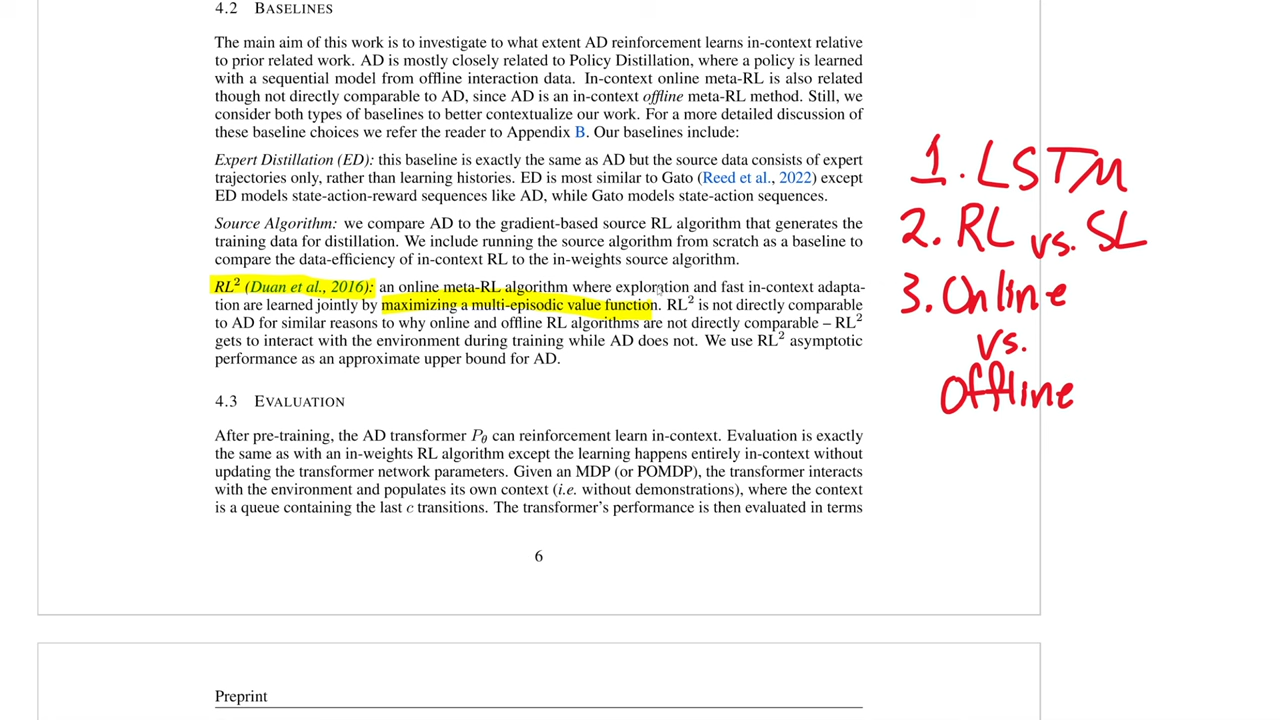 4.2 BASELINES
The main aim of this work is to investigate to what extent AD reinforcement learns in-context relative
to prior related work. AD is mostly closely related to Policy Distillation, where a policy is learned
with a sequential model from offline interaction data. In-context online meta-RL is also related
though not directly comparable to AD, since AD is an in-context offline meta-RL method. Still, we
consider both types of baselines to better contextualize our work. For a more detailed discussion of
these baseline choices we refer the reader to Appendix B. Our baselines include:
Expert Distillation (ED): this baseline is exactly the same as AD but the source data consists of expert
trajectories only, rather than learning histories. ED is most similar to Gato (Reed et al., 2022) except
ED models state-action-reward sequences like AD, while Gato models state-action sequences.
Source Algorithm: we compare AD to the gradient-based source RL algorithm that generates the
training data for distillation. We include running the source algorithm from scratch as a baseline to
compare the data-efficiency of in-context RL to the in-weights source algorithm.
RL² (Duan et al., 2016): an online meta-RL algorithm where exploration and fast in-context adapta-
tion are learned jointly by maximizing a multi-episodic value function. RL² is not directly comparable
to AD for similar reasons to why online and offline RL algorithms are not directly comparable – RL²
gets to interact with the environment during training while AD does not. We use RL² asymptotic
performance as an approximate upper bound for AD.
4.3 EVALUATION
After pre-training, the AD transformer Pθ can reinforcement learn in-context. Evaluation is exactly
the same as with an in-weights RL algorithm except the learning happens entirely in-context without
updating the transformer network parameters. Given an MDP (or POMDP), the transformer interacts
with the environment and populates its own context (i.e. without demonstrations), where the context
is a queue containing the last c transitions. The transformer's performance is then evaluated in terms
6
Preprint
1. LSTM
2. RL vs. SL
3. Online
vs.
Offline